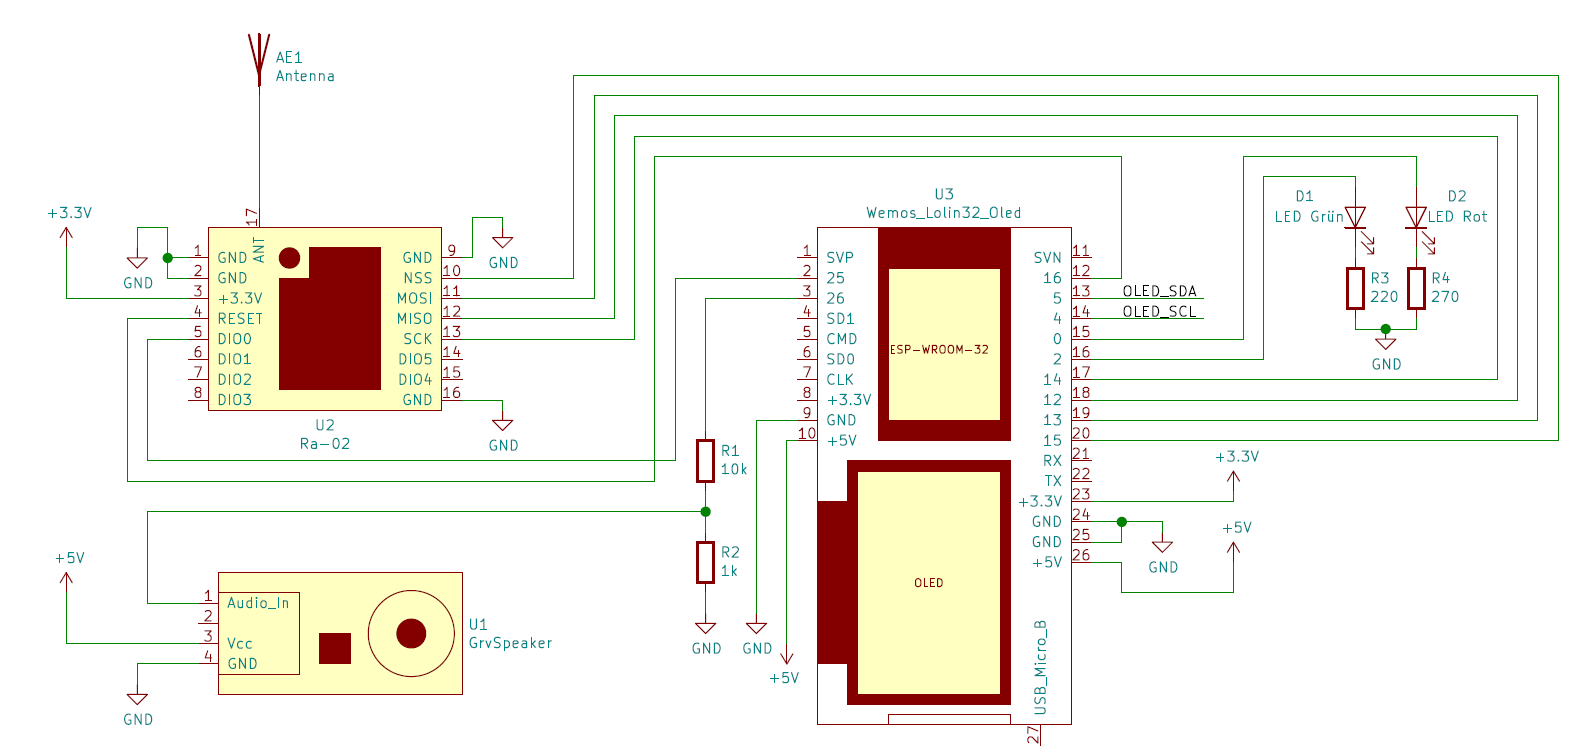 AE1
Antenna
+3.3V
GND
17
ANT
1 GND
2 GND
3 +3.3V
4 RESET
5 DIO0
6 DIO1
7 DIO2
8 DIO3
GND 9
NSS 10
MOSI 11
MISO 12
SCK 13
DIO5 14
DIO4 15
GND 16
GND
GND
U2
Ra-02
U3
Wemos_Lolin32_Oled
1 SVP
2 25
3 26
4 SD1
5 CMD
6 SD0
7 CLK
8 +3.3V
9 GND
10 +5V
ESP-WROOM-32
OLED
SVN 11
16 12
5 13
4 14
0 15
2 16
14 17
12 18
13 19
15 20
RX 21
TX 22
+3.3V 23
GND 24
GND 25
+5V 26
USB_Micro_B
27
OLED_SDA
OLED_SCL
D1
LED Grün
D2
LED Rot
R3
220
R4
270
GND
+3.3V
+5V
GND
R1
10k
R2
1k
GND
GND
+5V
+5V
1 Audio_In
2
3 Vcc
4 GND
U1
GrvSpeaker
GND